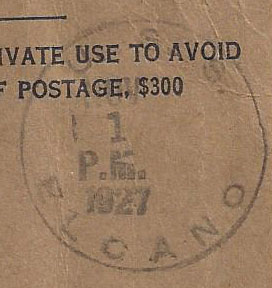 IVATE USE TO AVOID
F POSTAGE, $300
1
P.M.
1927
ELCANO